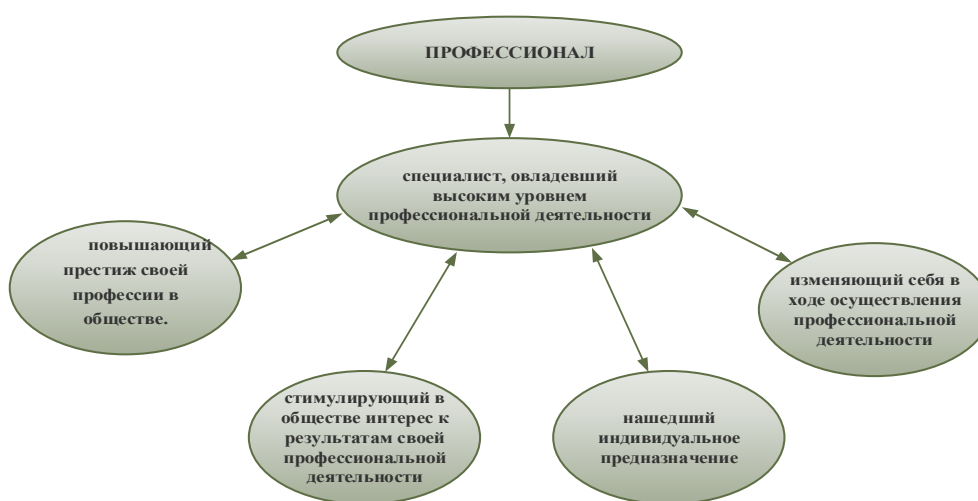 ПРОФЕССИОНАЛ
специалист, овладевший
высоким уровнем
профессиональной деятельности
повышающий
престиж своей
профессии в
обществе.
стимулирующий в
обществе интерес к
результатам своей
профессиональной
деятельности
нашедший
индивидуальное
предназначение
изменяющий себя в
ходе осуществления
профессиональной
деятельности